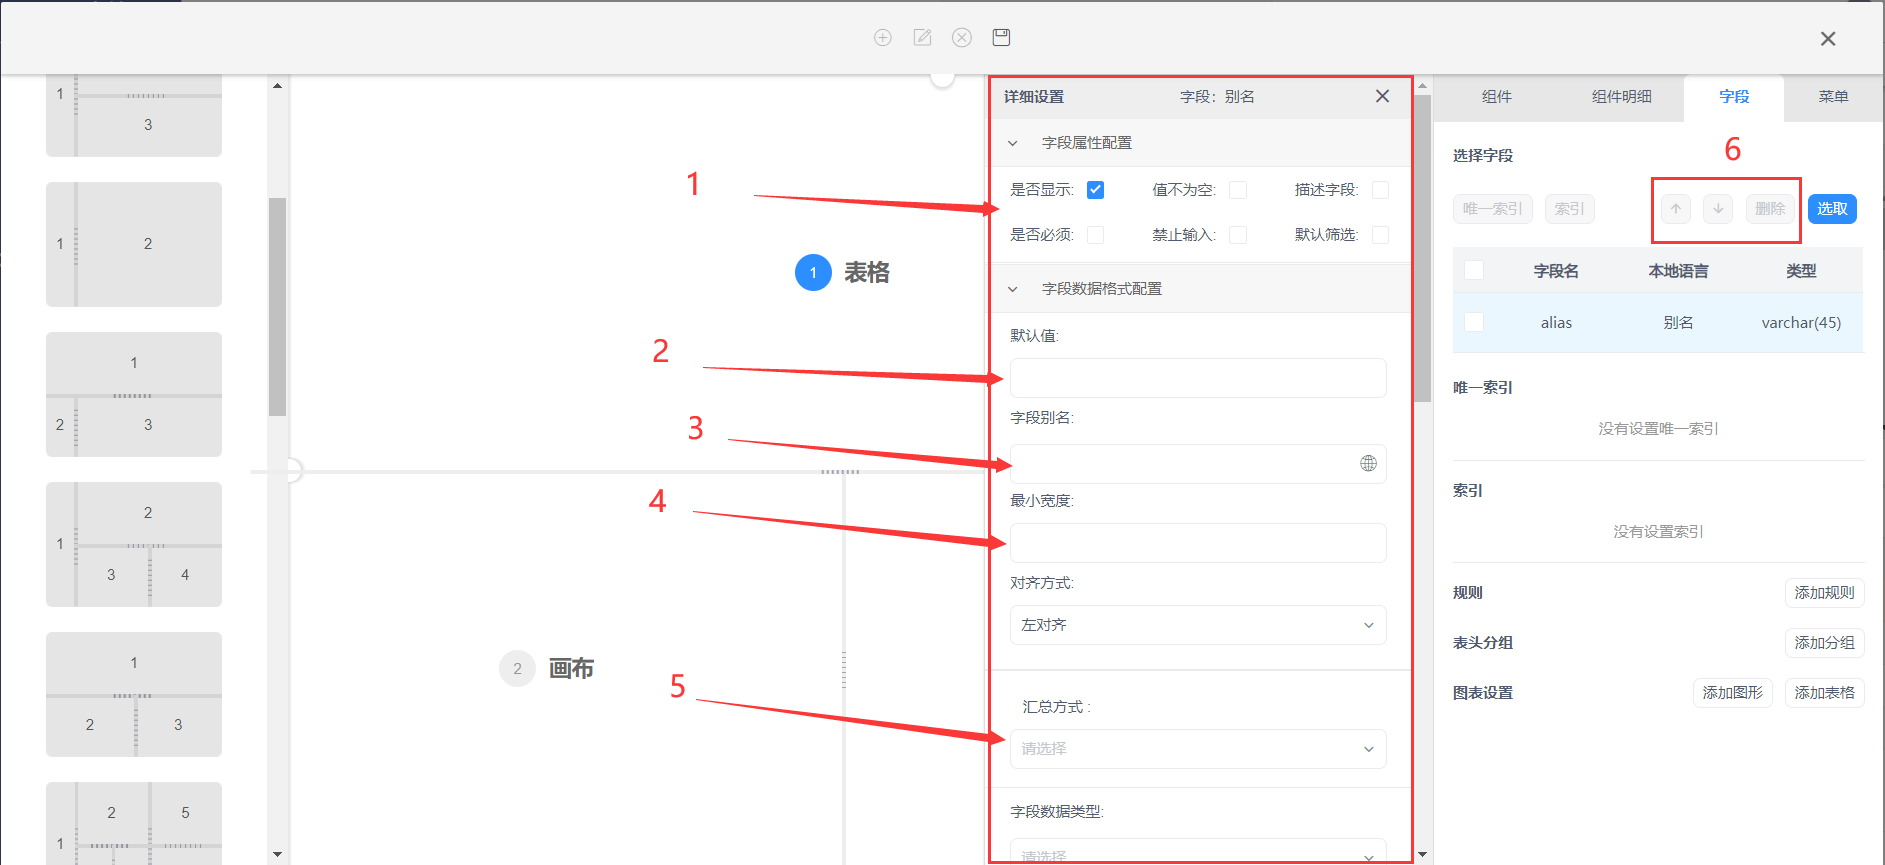 1
3
1
2
1
2
3
1
2
3
4
1
2
3
1
2
5
1 表格
2 画布
1
2
3
4
5
详细设置 字段：别名
字段属性配置
是否显示: 值不为空: 描述字段:
是否必须: 禁止输入: 默认筛选:
字段数据格式配置
默认值:
字段别名:
最小宽度:
对齐方式:
左对齐
汇总方式 :
请选择
字段数据类型:
请选择
组件 组件明细 字段 菜单
6
选择字段
唯一索引 索引 ↑ ↓ 删除 选取
字段名 本地语言 类型
alias 别名 varchar(45)
唯一索引
没有设置唯一索引
索引
没有设置索引
规则 添加规则
表头分组 添加分组
图表设置 添加图形 添加表格